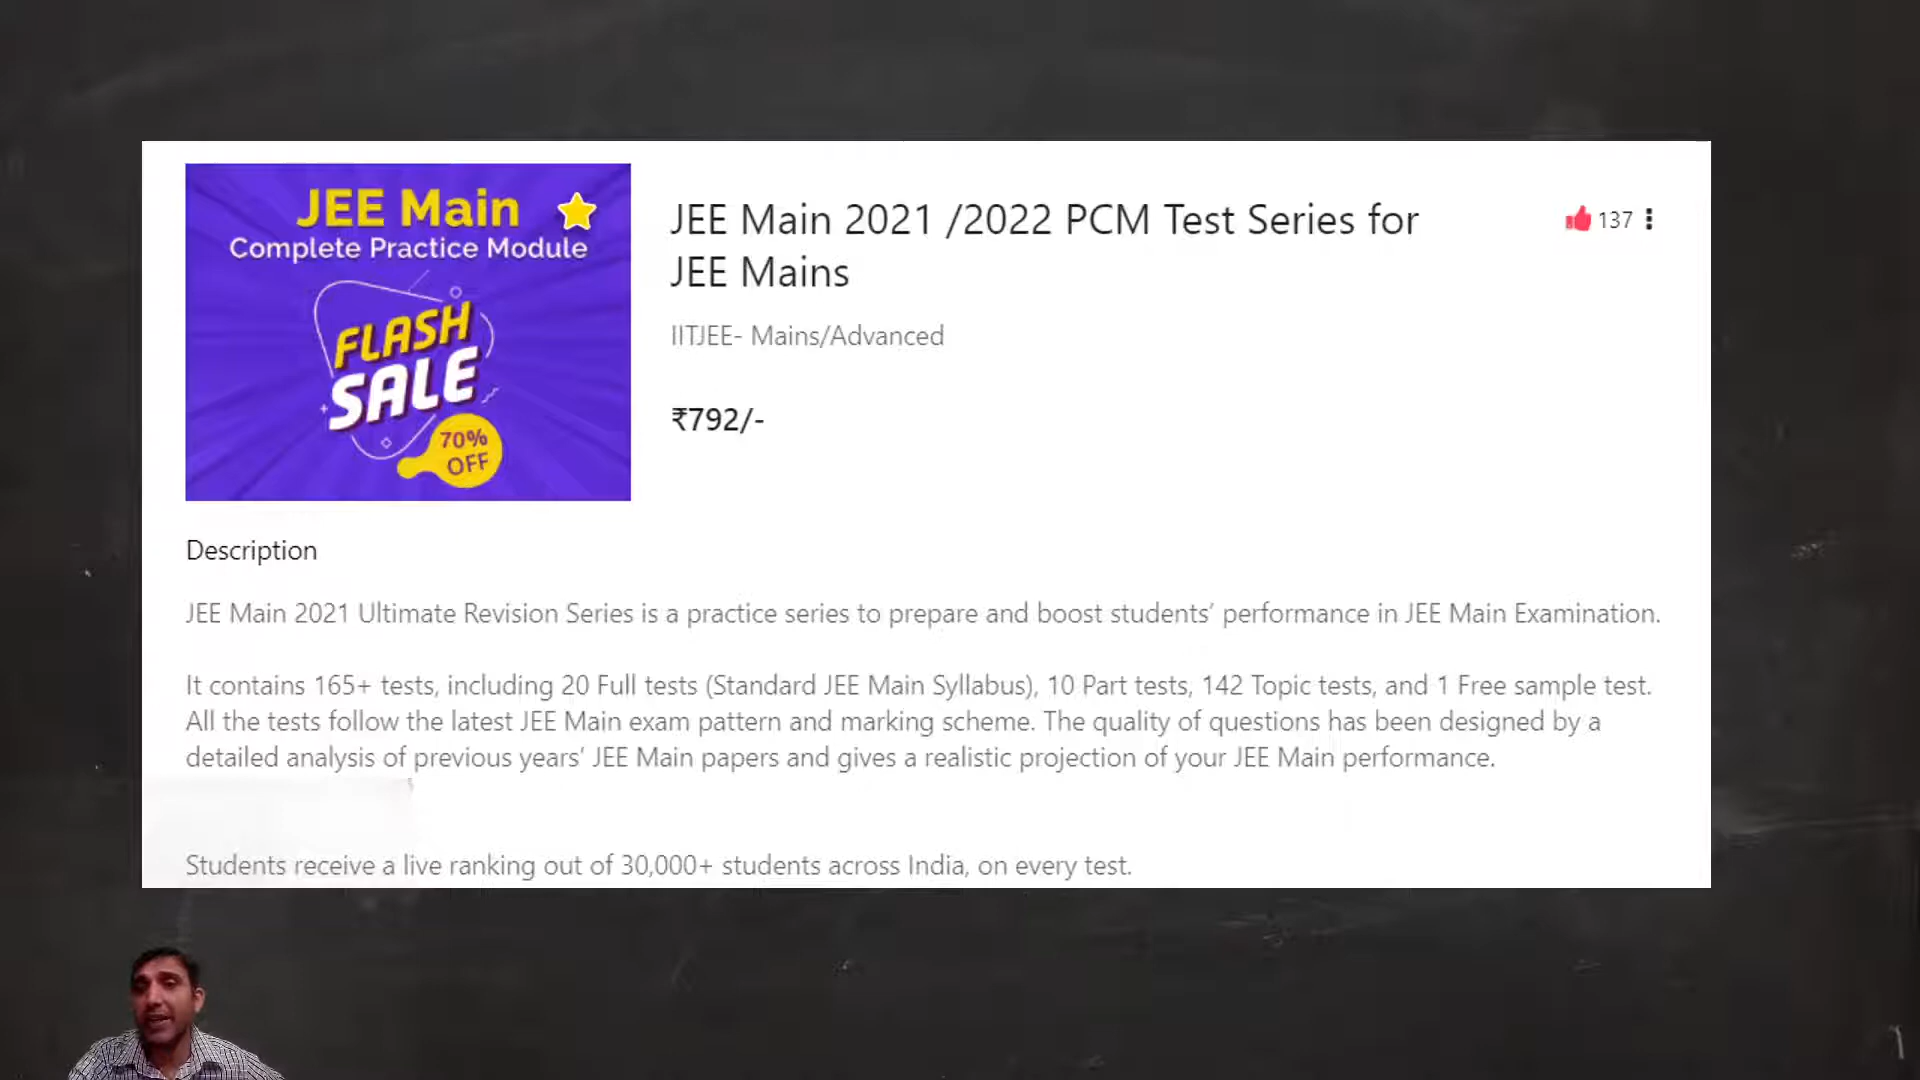 JEE Main
Complete Practice Module
FLASH
SALE
70%
OFF
JEE Main 2021 /2022 PCM Test Series for
JEE Mains
137
IITJEE- Mains/Advanced
₹792/-
Description
JEE Main 2021 Ultimate Revision Series is a practice series to prepare and boost students’ performance in JEE Main Examination.
It contains 165+ tests, including 20 Full tests (Standard JEE Main Syllabus), 10 Part tests, 142 Topic tests, and 1 Free sample test.
All the tests follow the latest JEE Main exam pattern and marking scheme. The quality of questions has been designed by a
detailed analysis of previous years’ JEE Main papers and gives a realistic projection of your JEE Main performance.
Students receive a live ranking out of 30,000+ students across India, on every test.